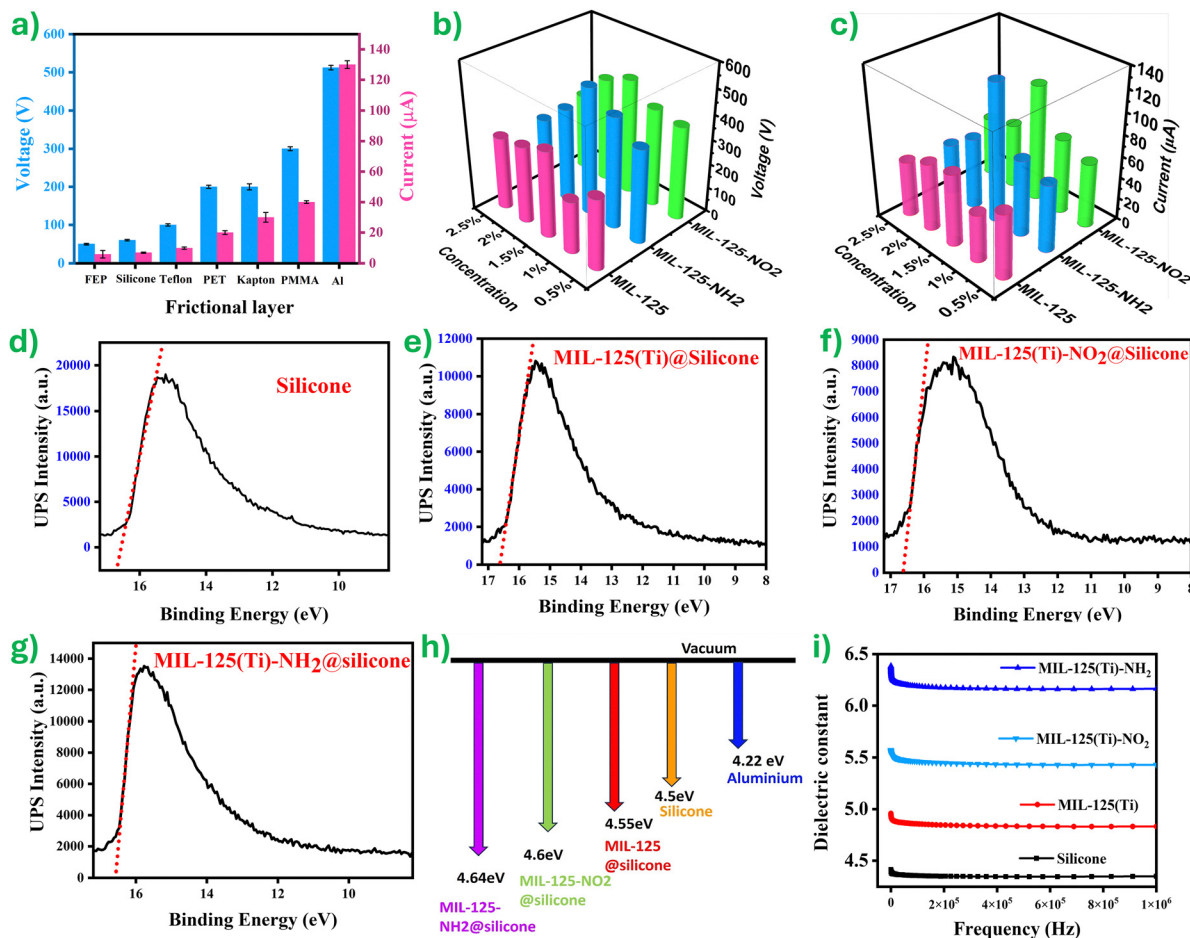 a)
600
500
400
300
200
100
0
Voltage (V)
140
120
100
80
60
40
20
0
Current (µA)
FEP Silicone Teflon PET Kapton PMMA Al
Frictional layer
b)
600
500
400
300
200
100
0
Voltage (V)
2.5%
2%
1.5%
1%
0.5%
Concentration
MIL-125-NO2
MIL-125-NH2
MIL-125
c)
140
120
100
80
60
40
20
0
Current (µA)
2.5%
2%
1.5%
1%
0.5%
Concentration
MIL-125-NO2
MIL-125-NH2
MIL-125
d)
Silicone
20000
15000
10000
5000
0
UPS Intensity (a.u.)
16 14 12 10
Binding Energy (eV)
e)
MIL-125(Ti)@Silicone
12000
10000
8000
6000
4000
2000
0
UPS Intensity (a.u.)
17 16 15 14 13 12 11 10 9 8
Binding Energy (eV)
f)
MIL-125(Ti)-NO₂@Silicone
9000
8000
7000
6000
5000
4000
3000
2000
1000
0
UPS Intensity (a.u.)
17 16 15 14 13 12 11 10 9 8
Binding Energy (eV)
g)
MIL-125(Ti)-NH₂@silicone
14000
12000
10000
8000
6000
4000
2000
0
UPS Intensity (a.u.)
16 14 12 10
Binding Energy (eV)
h)
Vacuum
4.64eV
MIL-125-
NH2@silicone
4.6eV
MIL-125-NO2
@silicone
4.55eV
MIL-125
@silicone
4.5eV
Silicone
4.22 eV
Aluminium
i)
6.5
6.0
5.5
5.0
4.5
Dielectric constant
MIL-125(Ti)-NH₂
MIL-125(Ti)-NO₂
MIL-125(Ti)
Silicone
0 2×10⁵ 4×10⁵ 6×10⁵ 8×10⁵ 1×10⁶
Frequency (Hz)